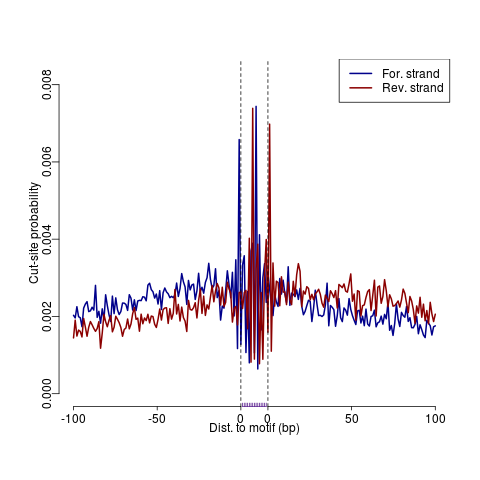 For. strand
Rev. strand
Cut-site probability
0.008
0.006
0.004
0.002
0.000
-100 -50 0 0 50 100
Dist. to motif (bp)